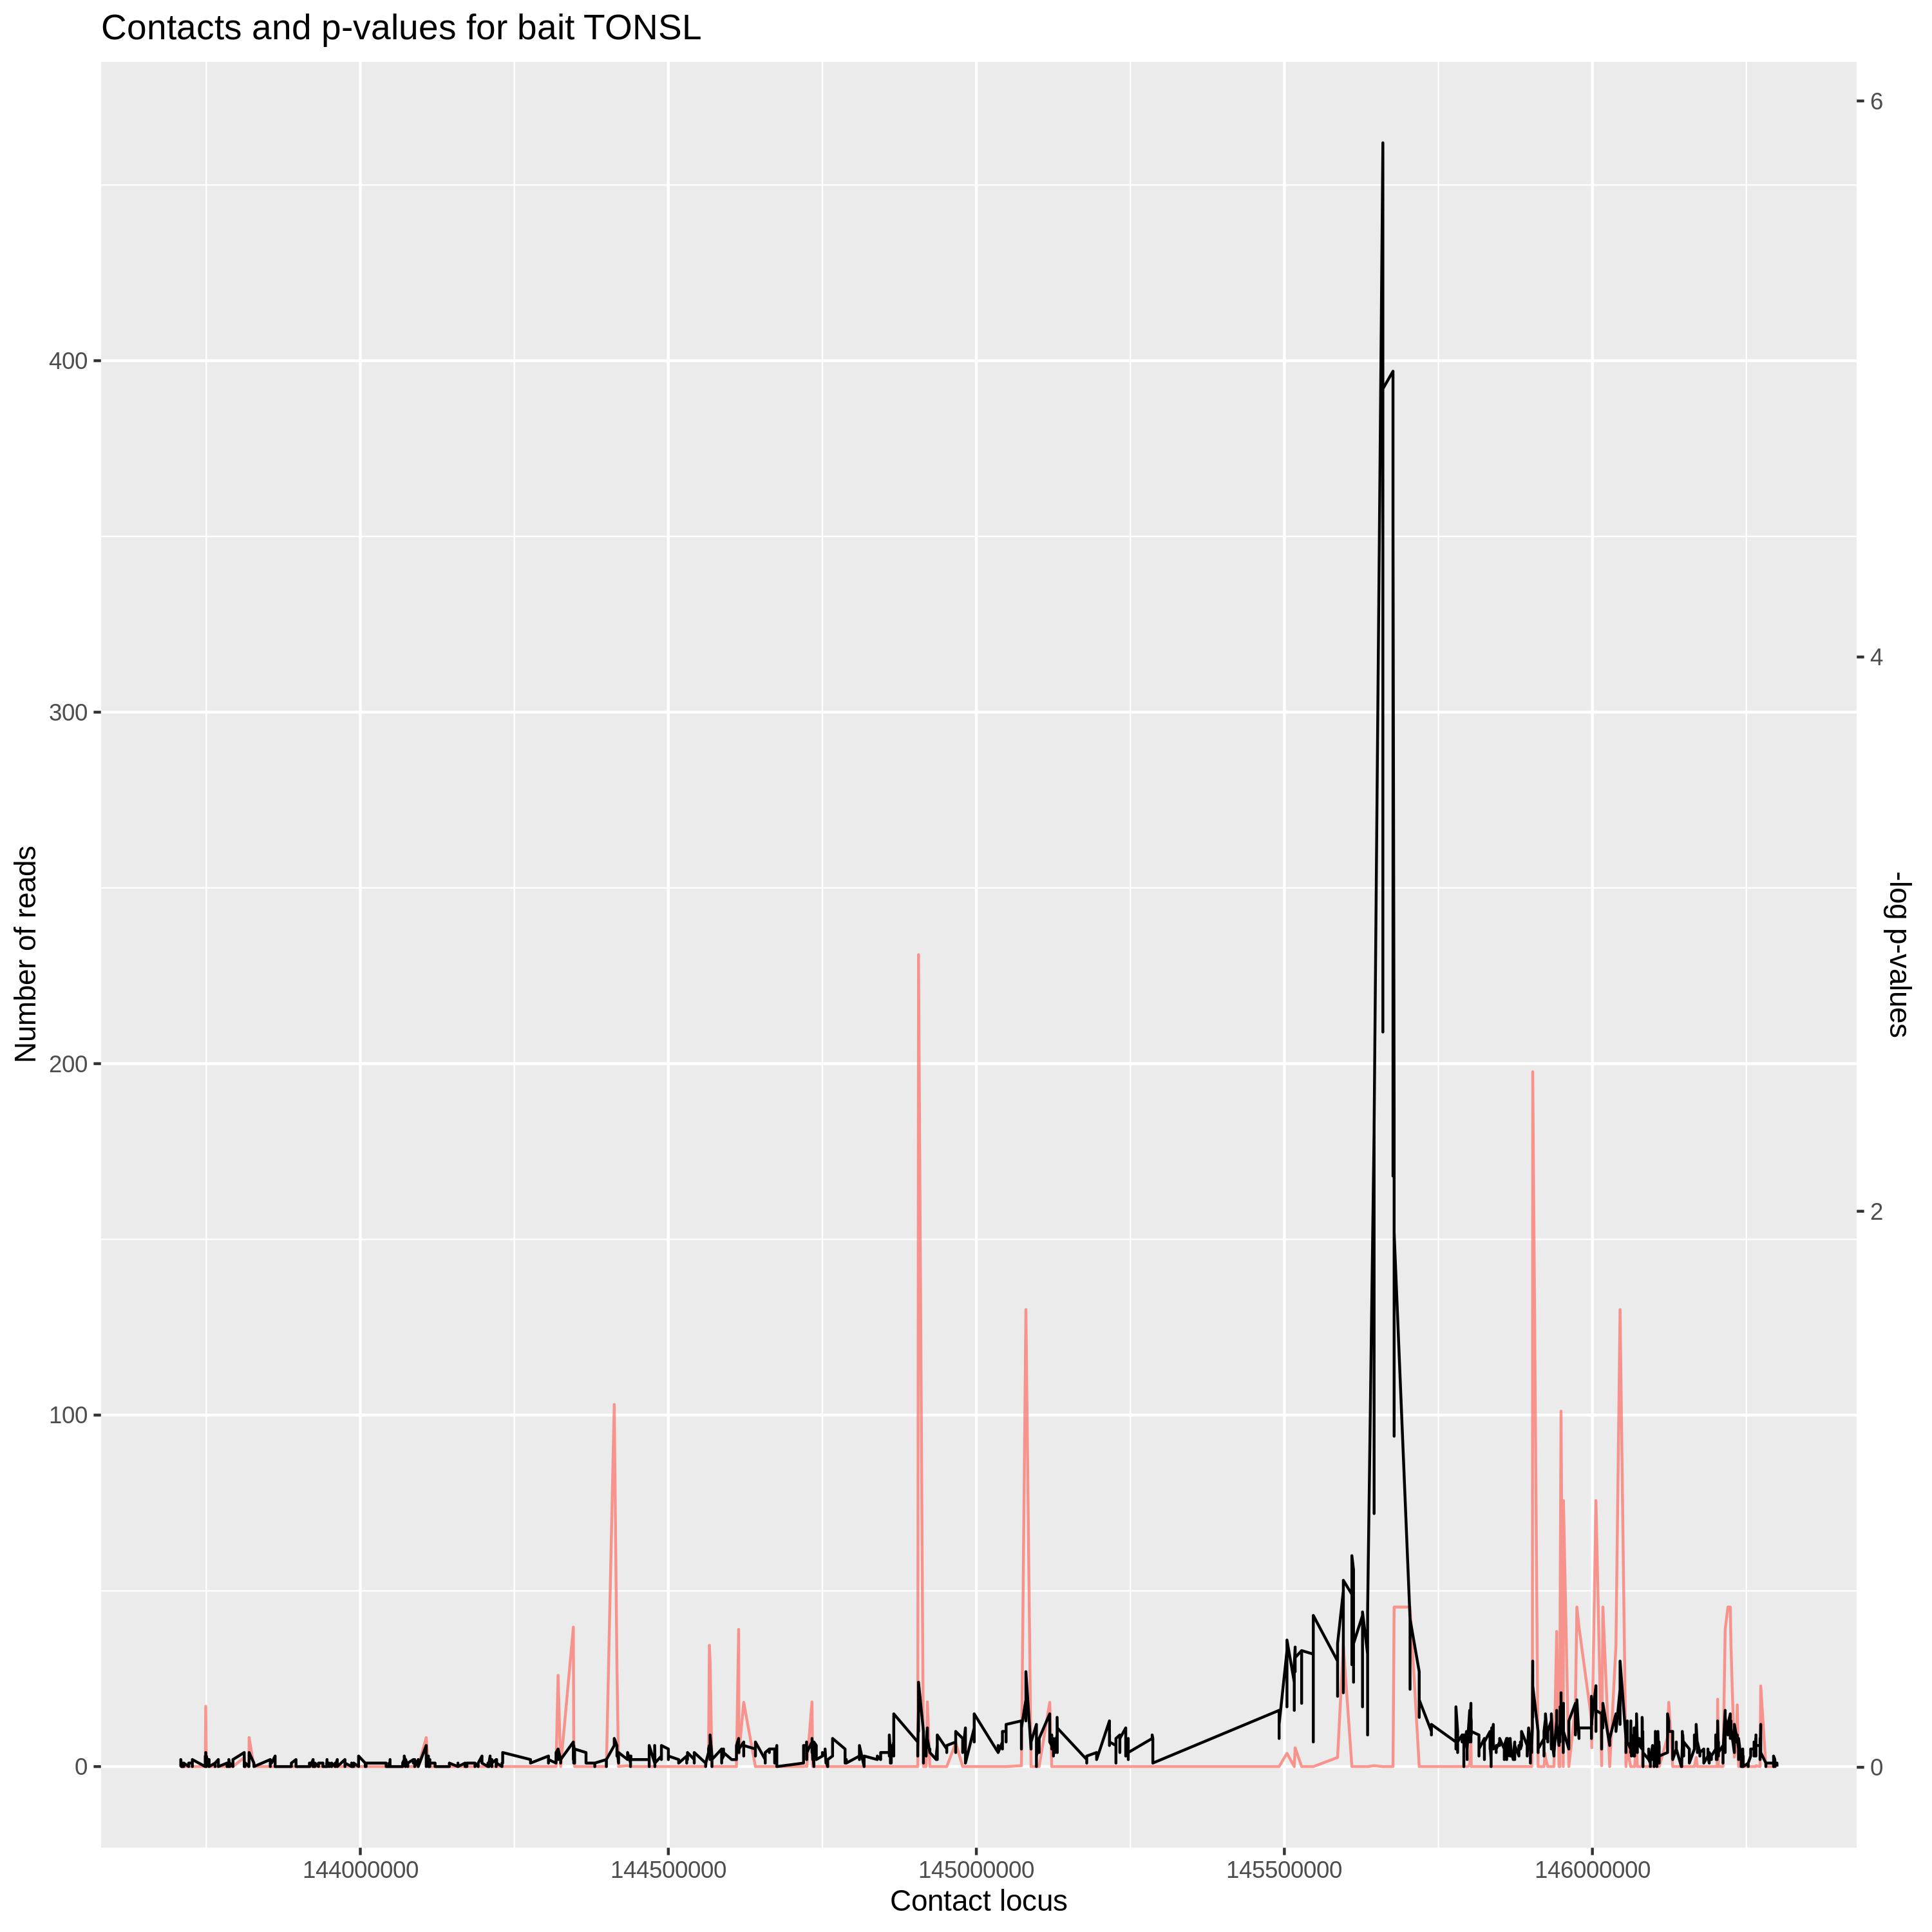 Contacts and p-values for bait TONSL
6
400
4
300
Number of reads
-log p-values
200
2
100
0
0
144000000 144500000 145000000 145500000 146000000
Contact locus